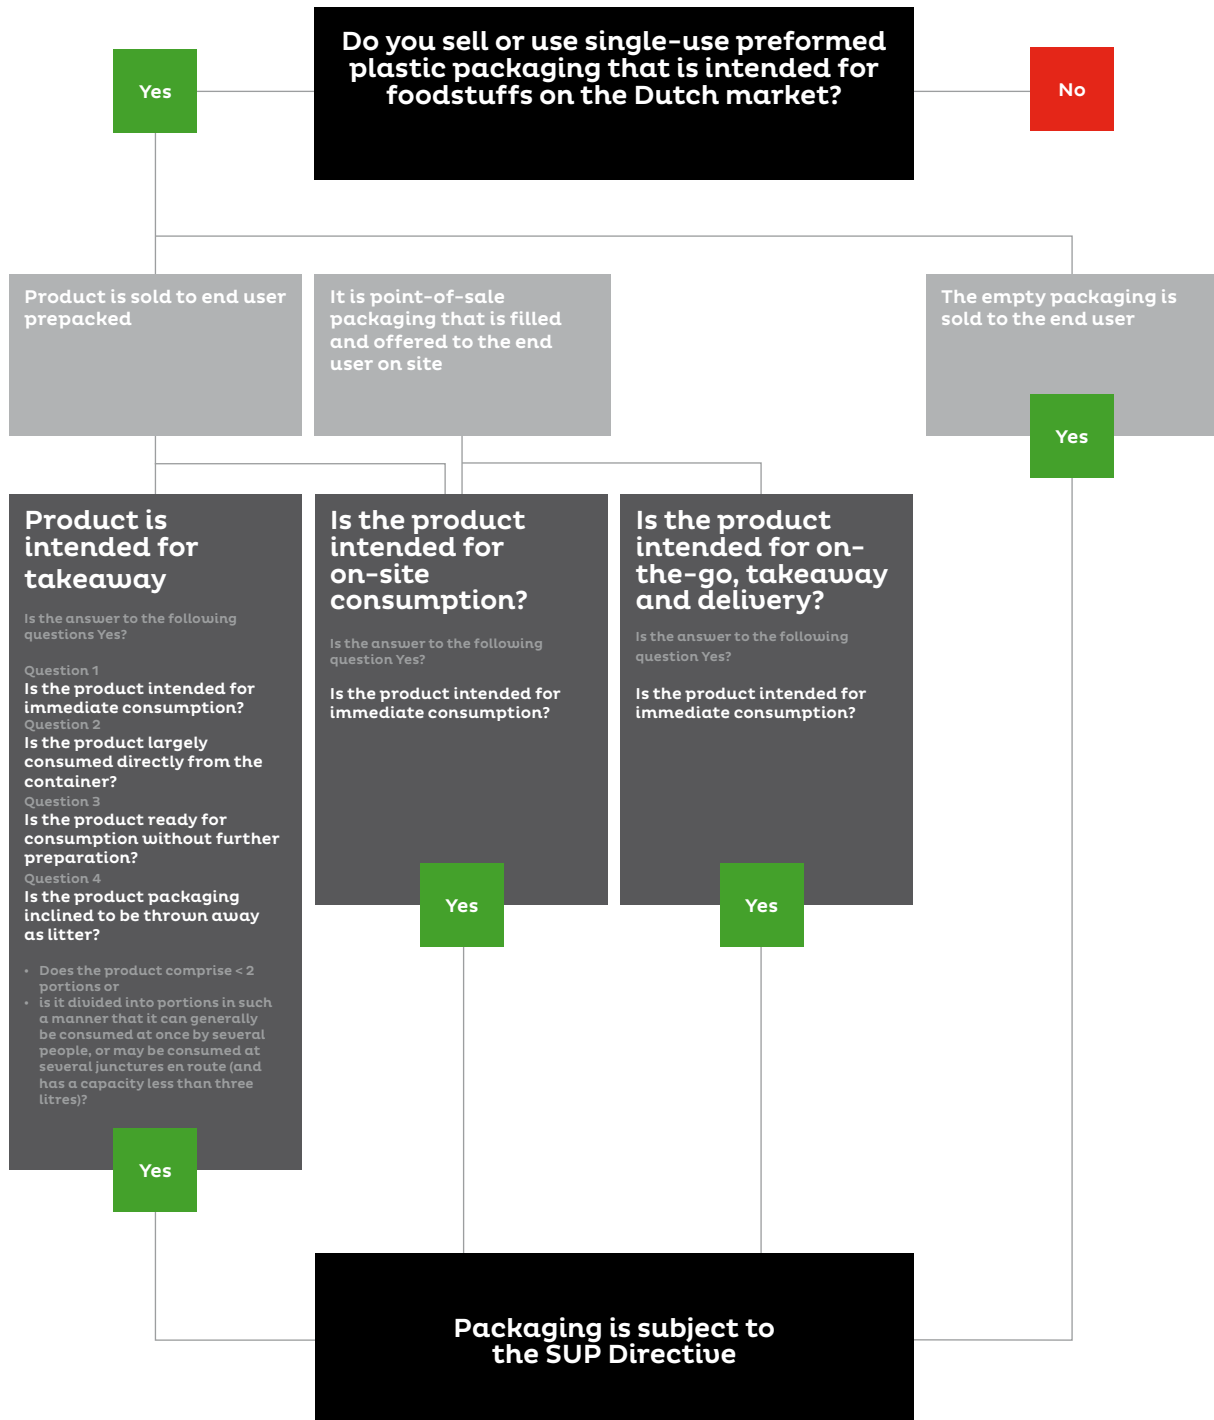 Do you sell or use single-use preformed
plastic packaging that is intended for
foodstuffs on the Dutch market?
Yes
No
Product is sold to end user
prepacked
It is point-of-sale
packaging that is filled
and offered to the end
user on site
The empty packaging is
sold to the end user
Yes
Product is
intended for
takeaway
Is the answer to the following
questions Yes?
Question 1
Is the product intended for
immediate consumption?
Question 2
Is the product largely
consumed directly from the
container?
Question 3
Is the product ready for
consumption without further
preparation?
Question 4
Is the product packaging
inclined to be thrown away
as litter?
• Does the product comprise < 2
portions or
• is it divided into portions in such
a manner that it can generally
be consumed at once by several
people, or may be consumed at
several junctures en route (and
has a capacity less than three
litres)?
Yes
Is the product
intended for
on-site
consumption?
Is the answer to the following
question Yes?
Is the product intended for
immediate consumption?
Yes
Is the product
intended for on-
the-go, takeaway
and delivery?
Is the answer to the following
question Yes?
Is the product intended for
immediate consumption?
Yes
Packaging is subject to
the SUP Directive